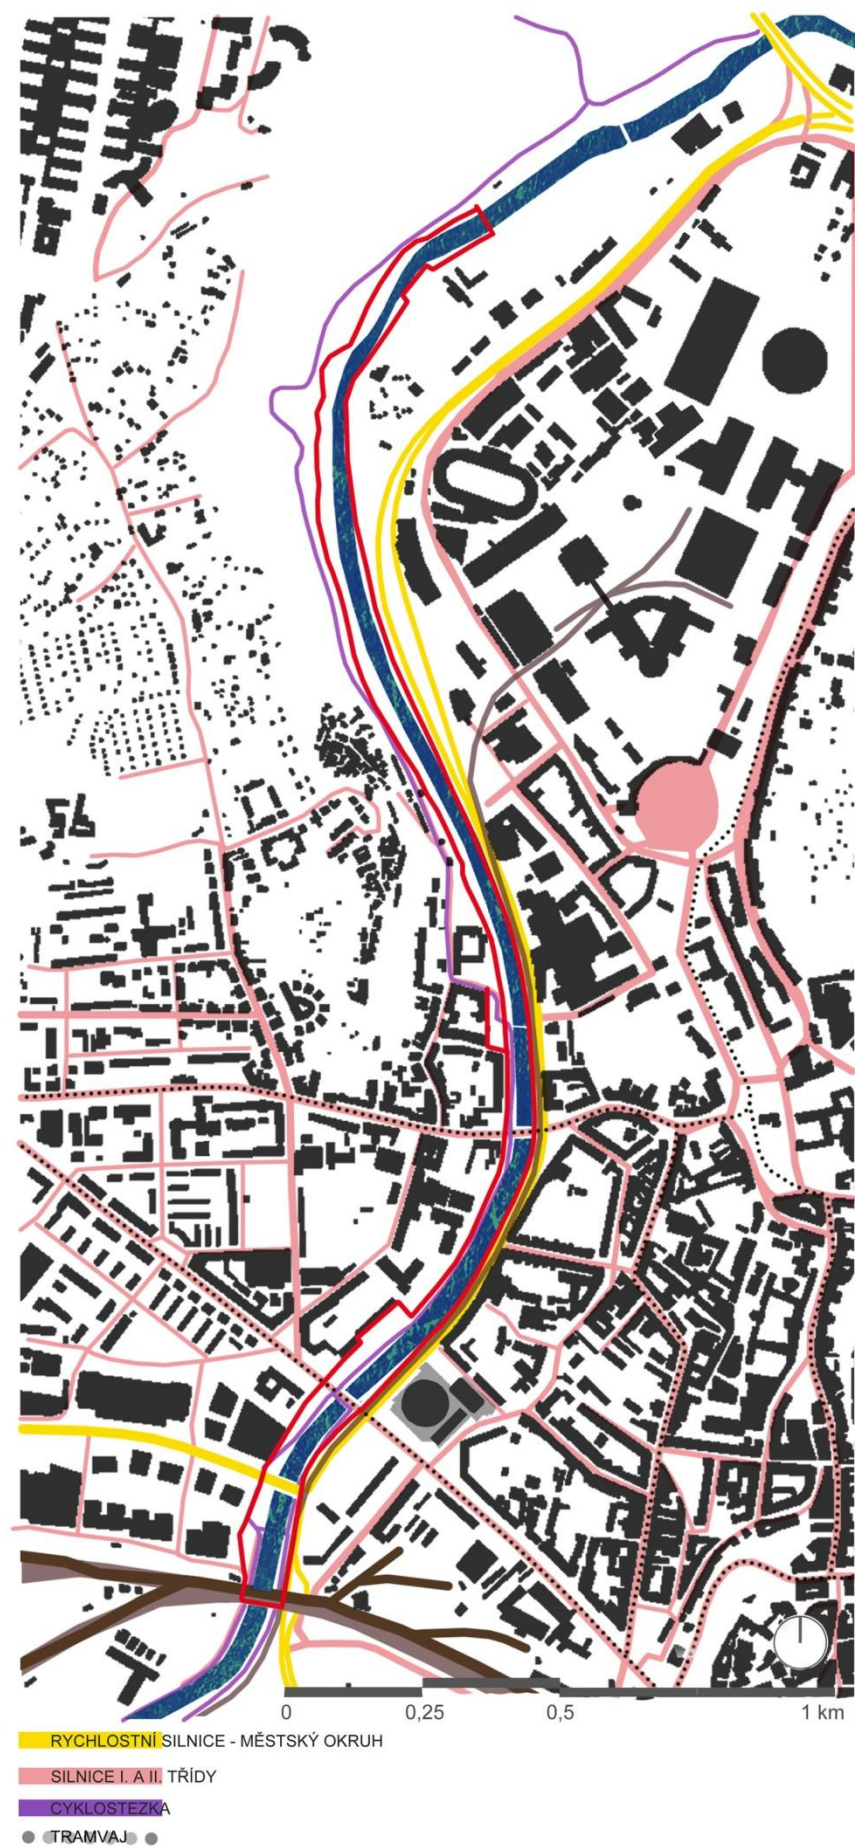 0 0,25 0,5 1 km
RYCHLOSTNÍ SILNICE - MĚSTSKÝ OKRUH
SILNICE I. A II. TŘÍDY
CYKLOSTEZKA
TRAMVAJ